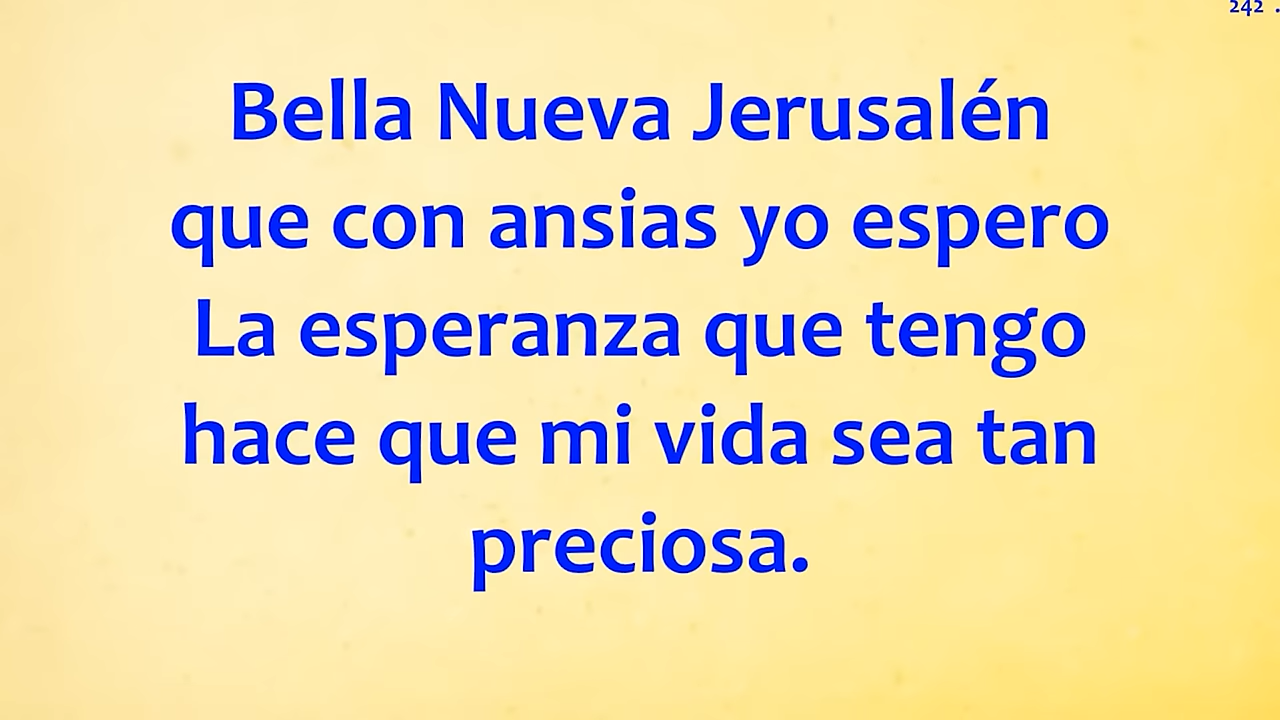 242 .
Bella Nueva Jerusalén
que con ansias yo espero
La esperanza que tengo
hace que mi vida sea tan
preciosa.